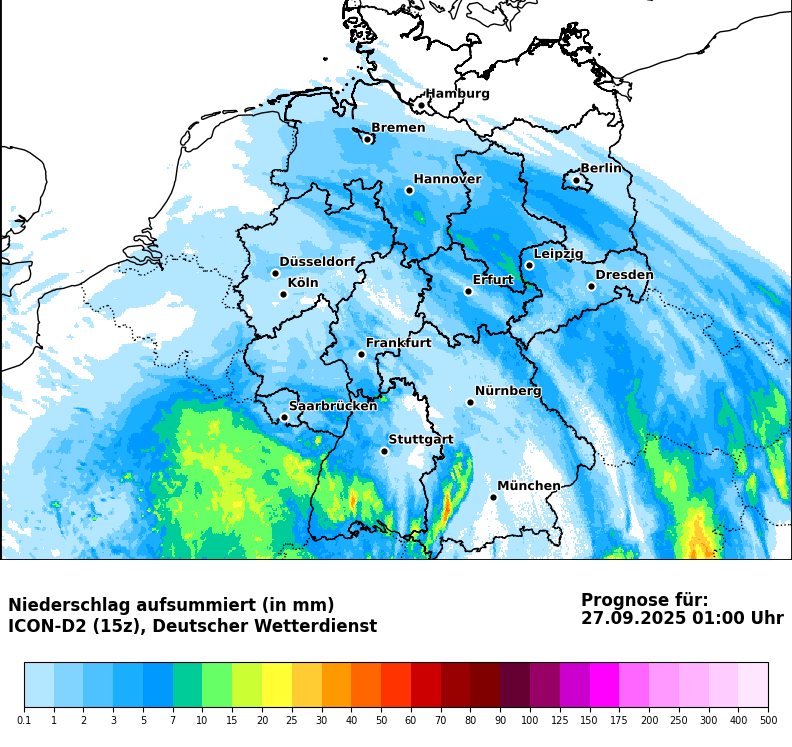 Hamburg
Bremen
Berlin
Hannover
Leipzig
Düsseldorf
Dresden
Erfurt
Köln
Frankfurt
Nürnberg
Saarbrücken
Stuttgart
München
Niederschlag aufsummiert (in mm)
ICON-D2 (15z), Deutscher Wetterdienst
Prognose für:
27.09.2025 01:00 Uhr
0.1 1 2 3 5 7 10 15 20 25 30 40 50 60 70 80 90 100 125 150 175 200 250 300 400 500